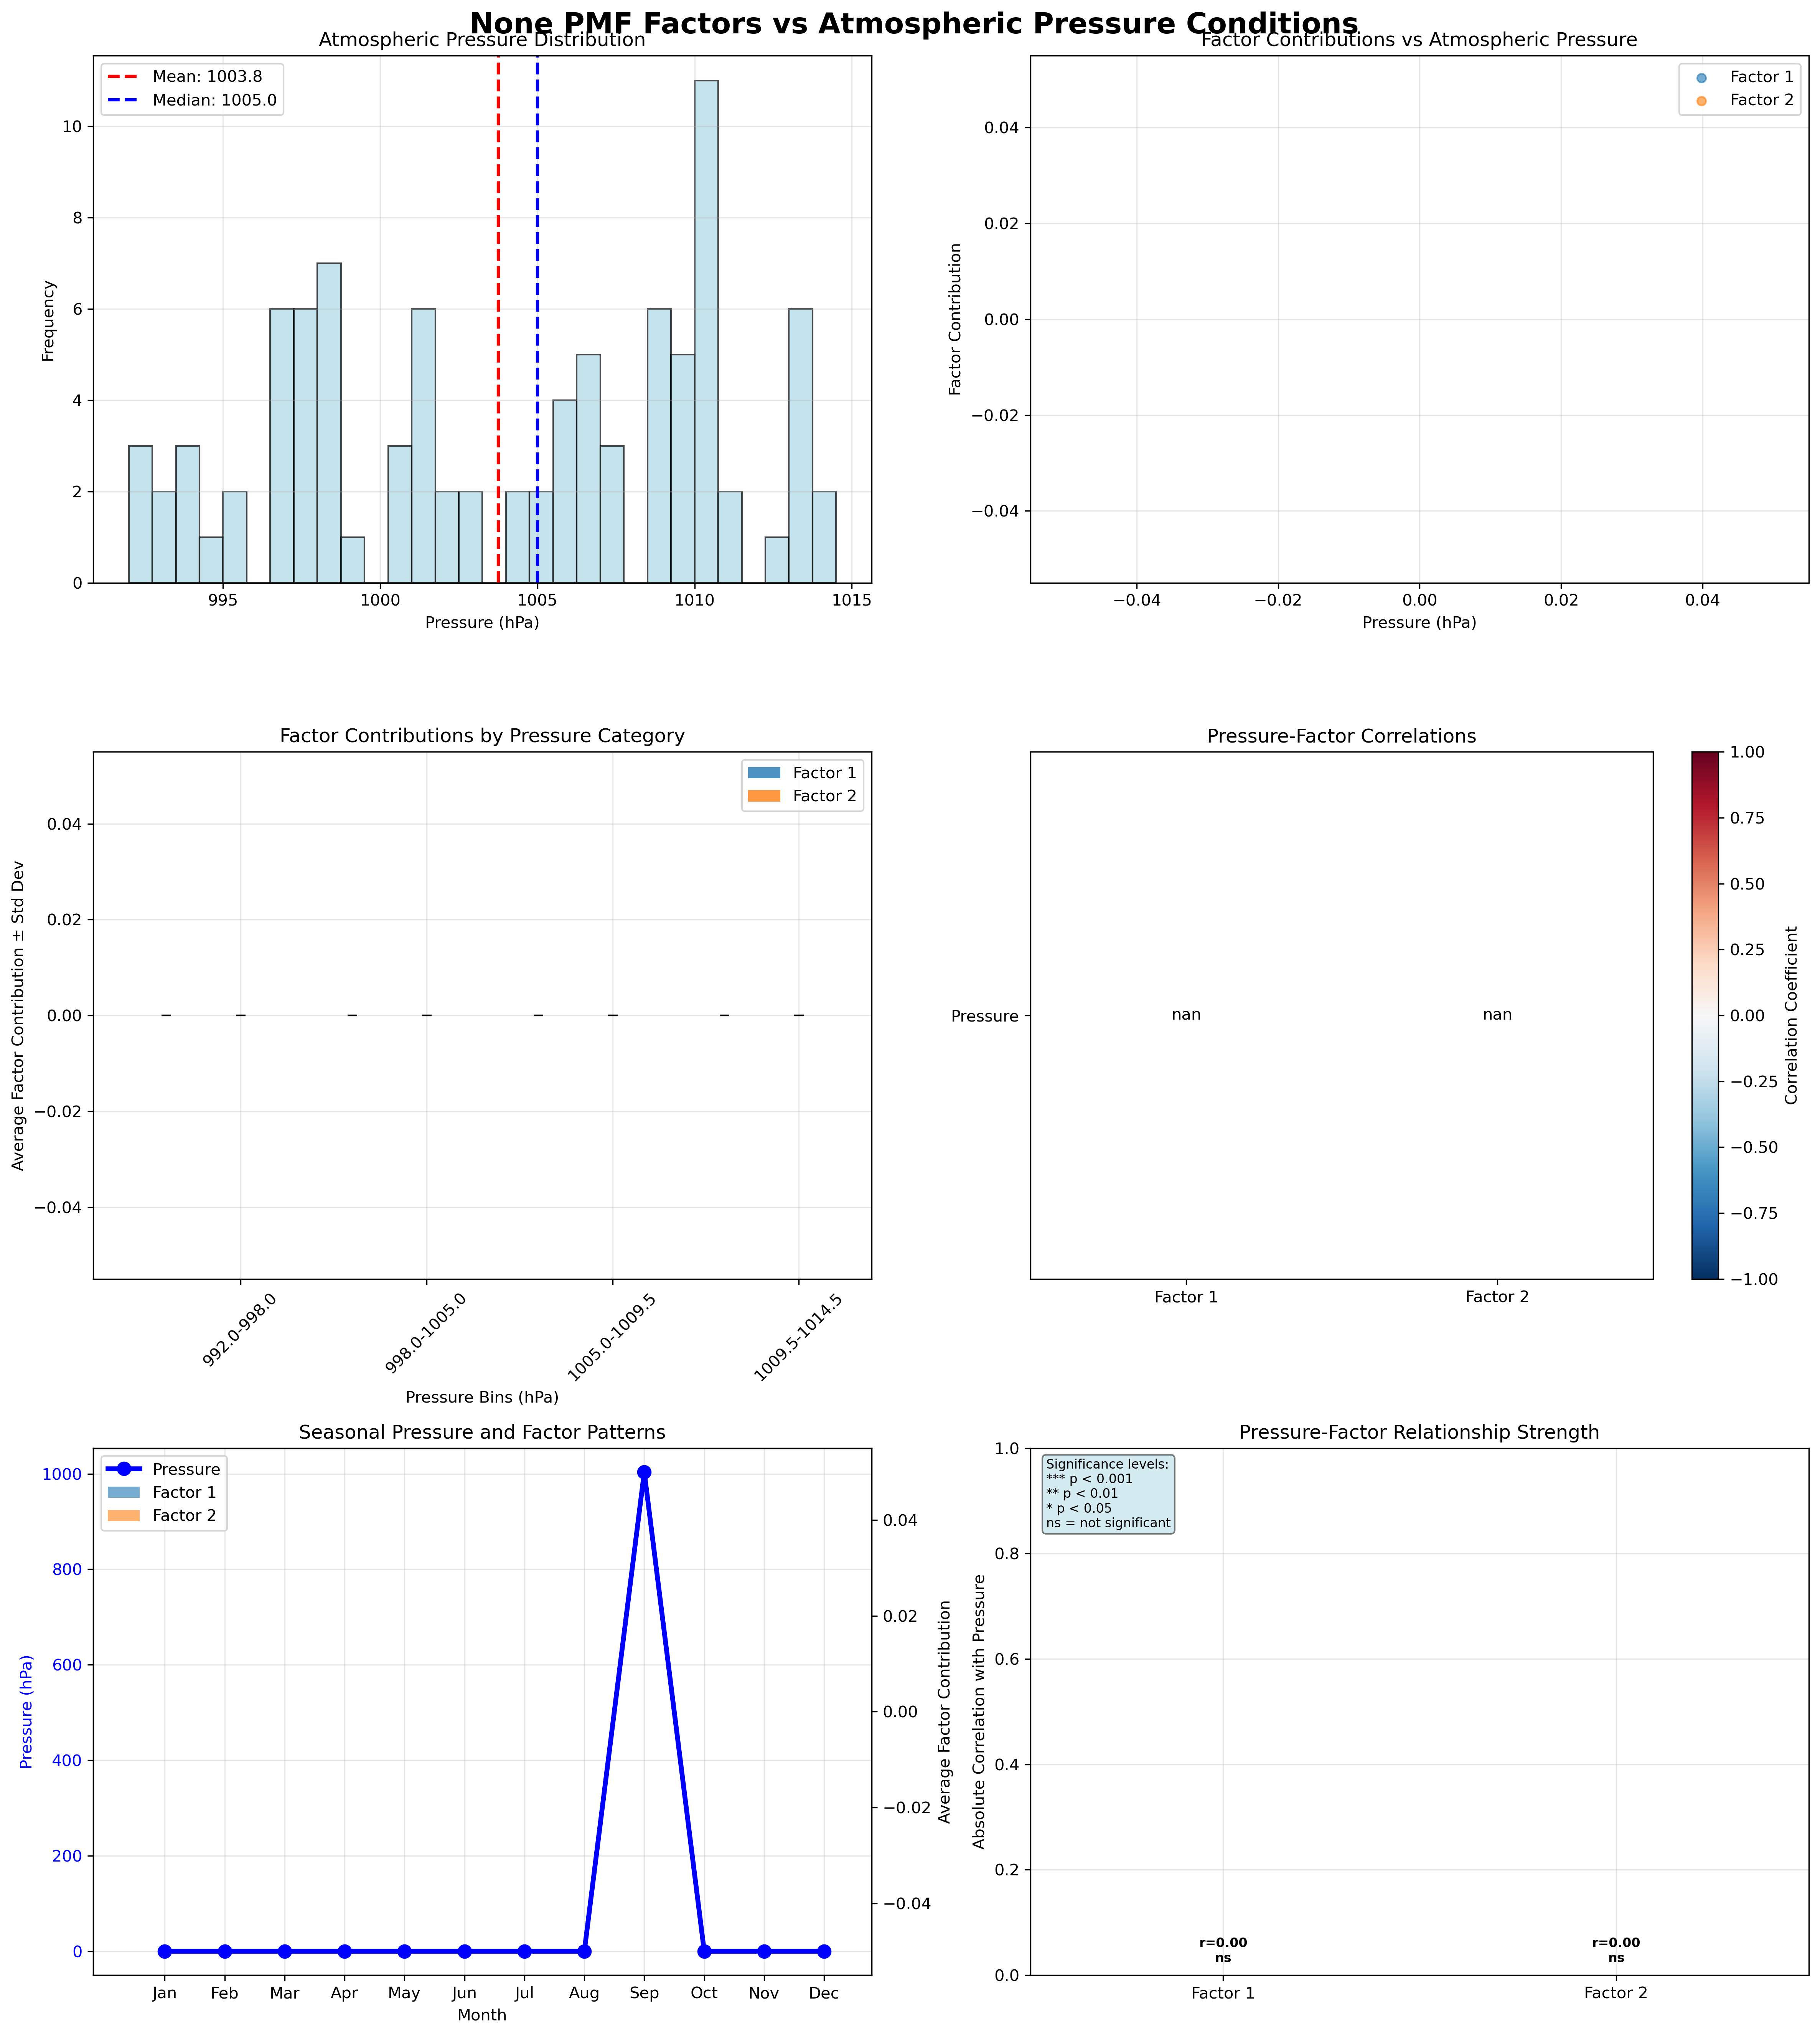 None PMF Factors vs Atmospheric Pressure Conditions
Atmospheric Pressure Distribution
Mean: 1003.8
Median: 1005.0
Frequency
10
8
6
4
2
0
995
1000
1005
1010
1015
Pressure (hPa)
Factor Contributions vs Atmospheric Pressure
Factor 1
Factor 2
Factor Contribution
0.04
0.02
0.00
−0.02
−0.04
−0.04
−0.02
0.00
0.02
0.04
Pressure (hPa)
Factor Contributions by Pressure Category
Factor 1
Factor 2
Average Factor Contribution ± Std Dev
0.04
0.02
0.00
−0.02
−0.04
992.0-998.0
998.0-1005.0
1005.0-1009.5
1009.5-1014.5
Pressure Bins (hPa)
Pressure-Factor Correlations
Pressure
nan
nan
Factor 1
Factor 2
1.00
0.75
0.50
0.25
0.00
−0.25
−0.50
−0.75
−1.00
Correlation Coefficient
Seasonal Pressure and Factor Patterns
Pressure
Factor 1
Factor 2
Pressure (hPa)
1000
800
600
400
200
0
Jan
Feb
Mar
Apr
May
Jun
Jul
Aug
Sep
Oct
Nov
Dec
Month
0.04
0.02
0.00
−0.02
−0.04
Average Factor Contribution
Pressure-Factor Relationship Strength
Significance levels:
*** p < 0.001
** p < 0.01
* p < 0.05
ns = not significant
Absolute Correlation with Pressure
1.0
0.8
0.6
0.4
0.2
0.0
r=0.00
ns
r=0.00
ns
Factor 1
Factor 2